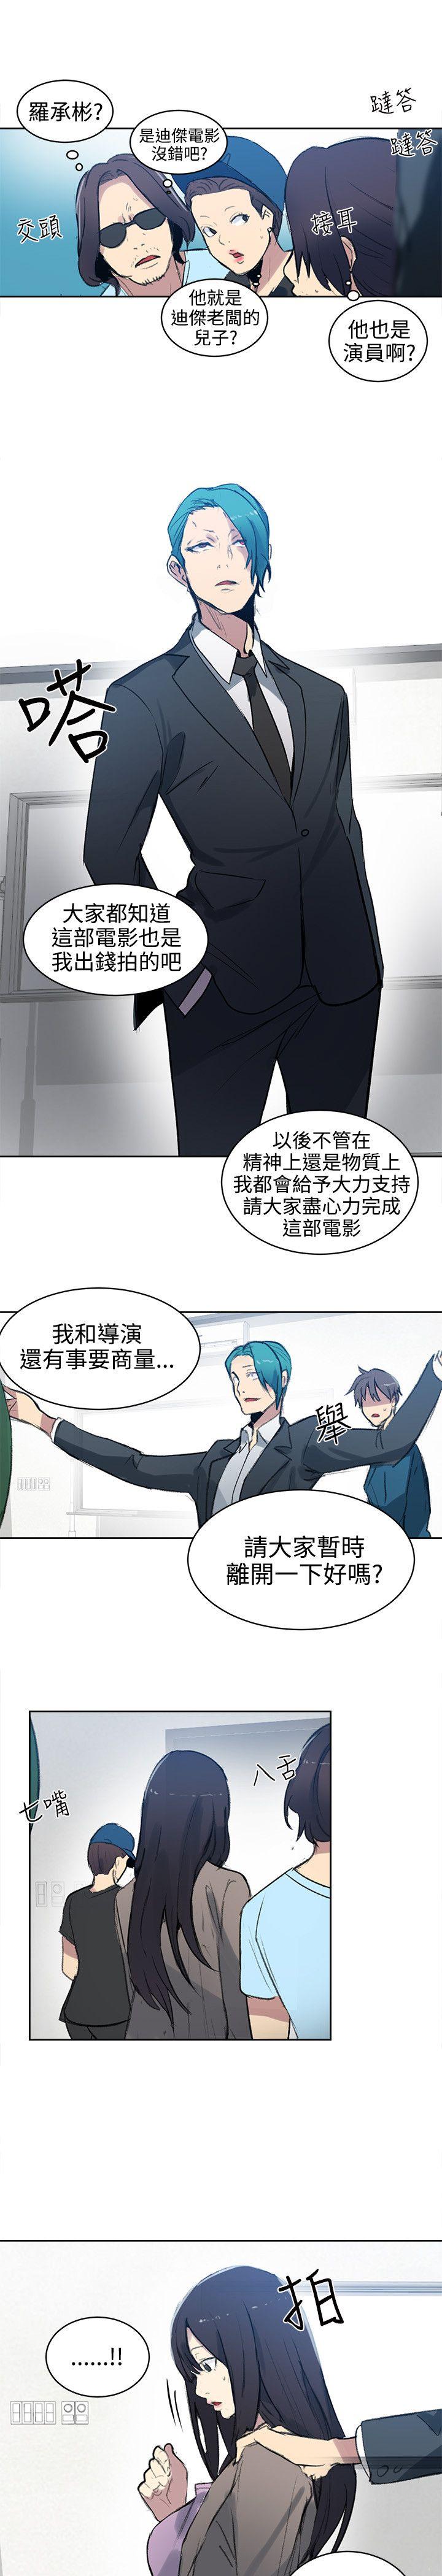 羅承彬?
是迪傑電影
沒錯吧?
躂答
躂答
交頭
接耳
他就是
迪傑老闆的
兒子?
他也是
演員啊?
嗒
大家都知道
這部電影也是
我出錢拍的吧
以後不管在
精神上還是物質上
我都會給予大力支持
請大家盡心力完成
這部電影
我和導演
還有事要商量...
舉
請大家暫時
離開一下好嗎?
八舌
七嘴
拍
......!!